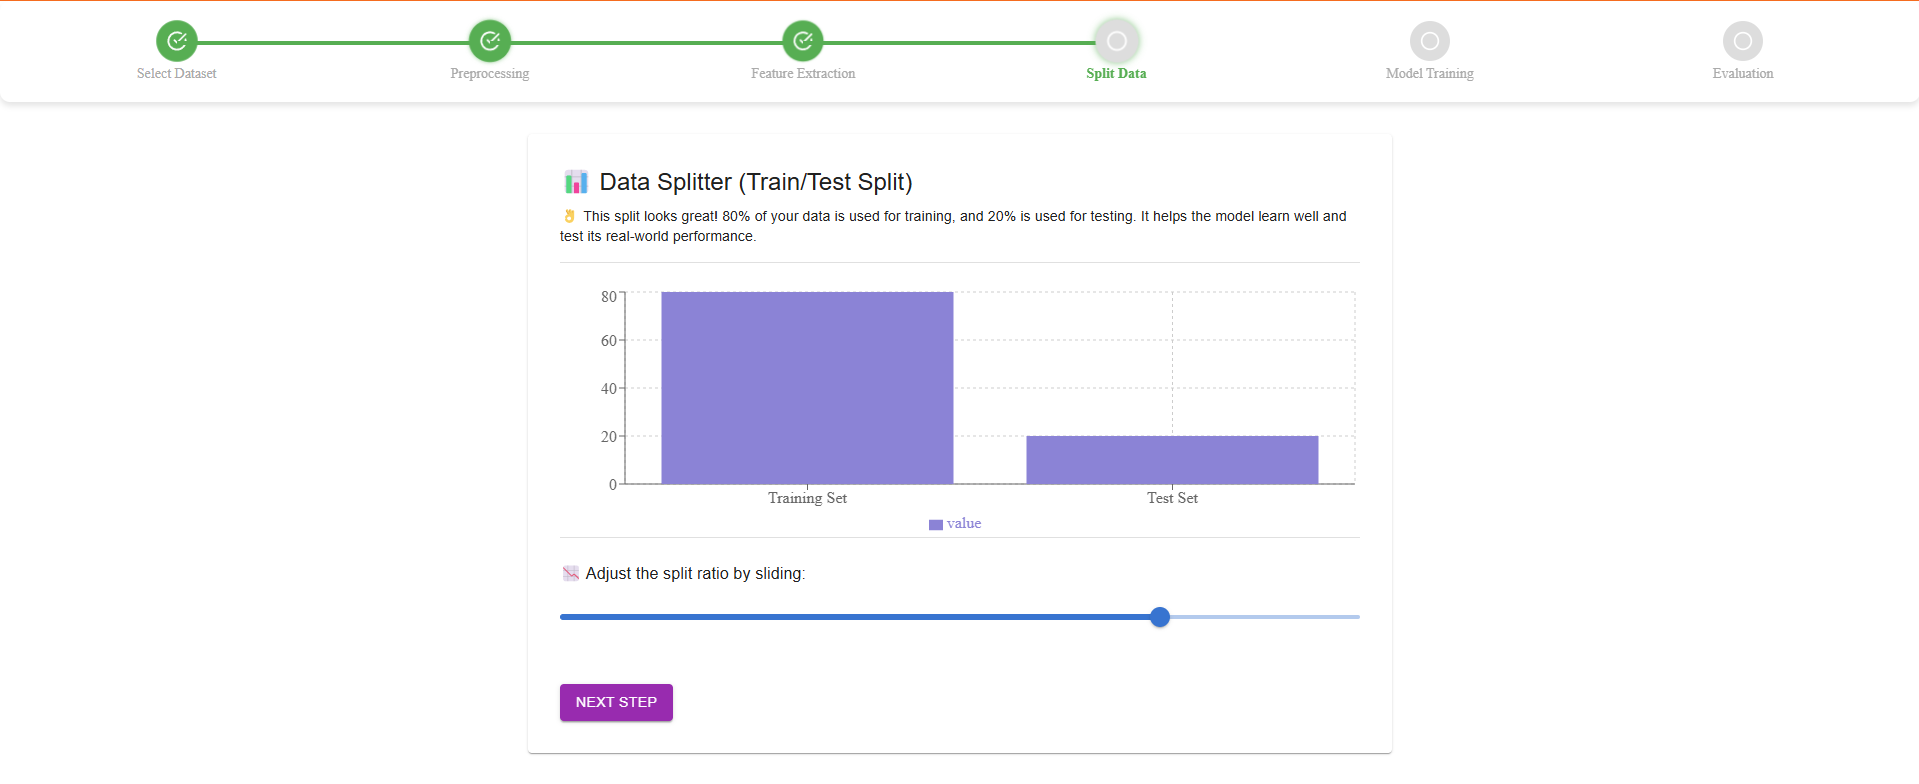 Select Dataset
Preprocessing
Feature Extraction
Split Data
Model Training
Evaluation
Data Splitter (Train/Test Split)
This split looks great! 80% of your data is used for training, and 20% is used for testing. It helps the model learn well and
test its real-world performance.
80
60
40
20
0
Training Set
Test Set
value
Adjust the split ratio by sliding:
NEXT STEP